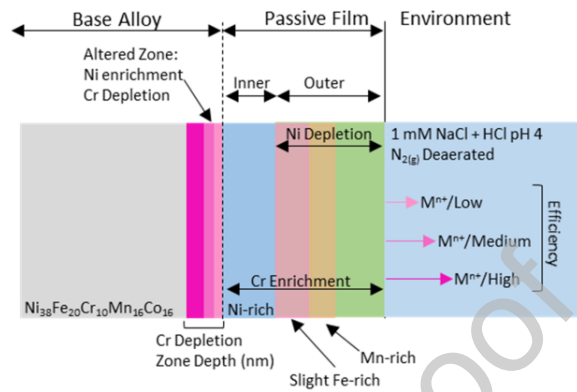 Base Alloy
Passive Film
Environment
Altered Zone:
Ni enrichment
Cr Depletion
Inner
Outer
Ni Depletion
1 mM NaCl + HCl pH 4
N₂₍g₎ Deaerated
Mⁿ⁺/Low
Mⁿ⁺/Medium
Mⁿ⁺/High
Efficiency
Cr Enrichment
Ni₃₈Fe₂₀Cr₁₀Mn₁₆Co₁₆
Ni-rich
Cr Depletion
Zone Depth (nm)
Mn-rich
Slight Fe-rich